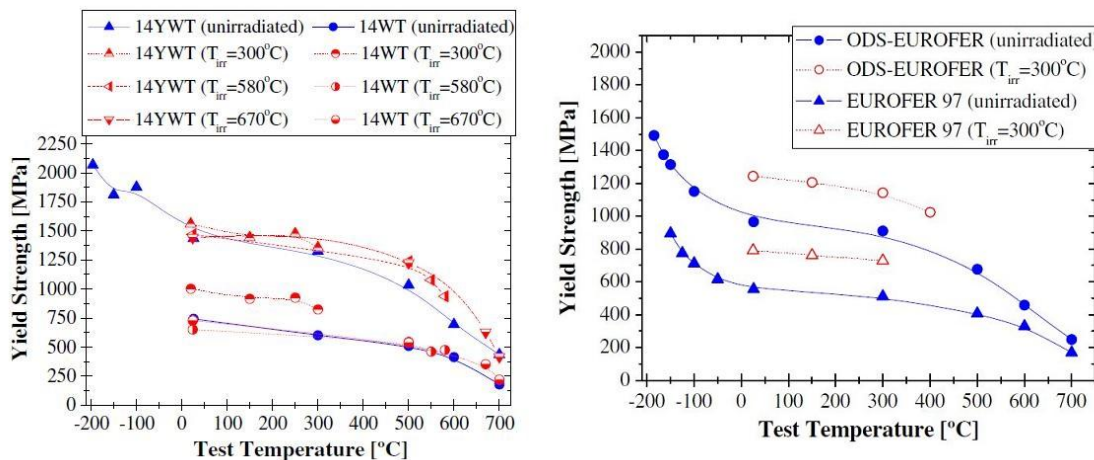 14YWT (unirradiated) 14WT (unirradiated)
14YWT (T_irr=300°C) 14WT (T_irr=300°C)
14YWT (T_irr=580°C) 14WT (T_irr=580°C)
14YWT (T_irr=670°C) 14WT (T_irr=670°C)
Yield Strength [MPa]
2250
2000
1750
1500
1250
1000
750
500
250
0
-200 -100 0 100 200 300 400 500 600 700
Test Temperature [ºC]
ODS-EUROFER (unirradiated)
ODS-EUROFER (T_irr=300°C)
EUROFER 97 (unirradiated)
EUROFER 97 (T_irr=300°C)
Yield Strength [MPa]
2000
1800
1600
1400
1200
1000
800
600
400
200
0
-200 -100 0 100 200 300 400 500 600 700
Test Temperature [ºC]